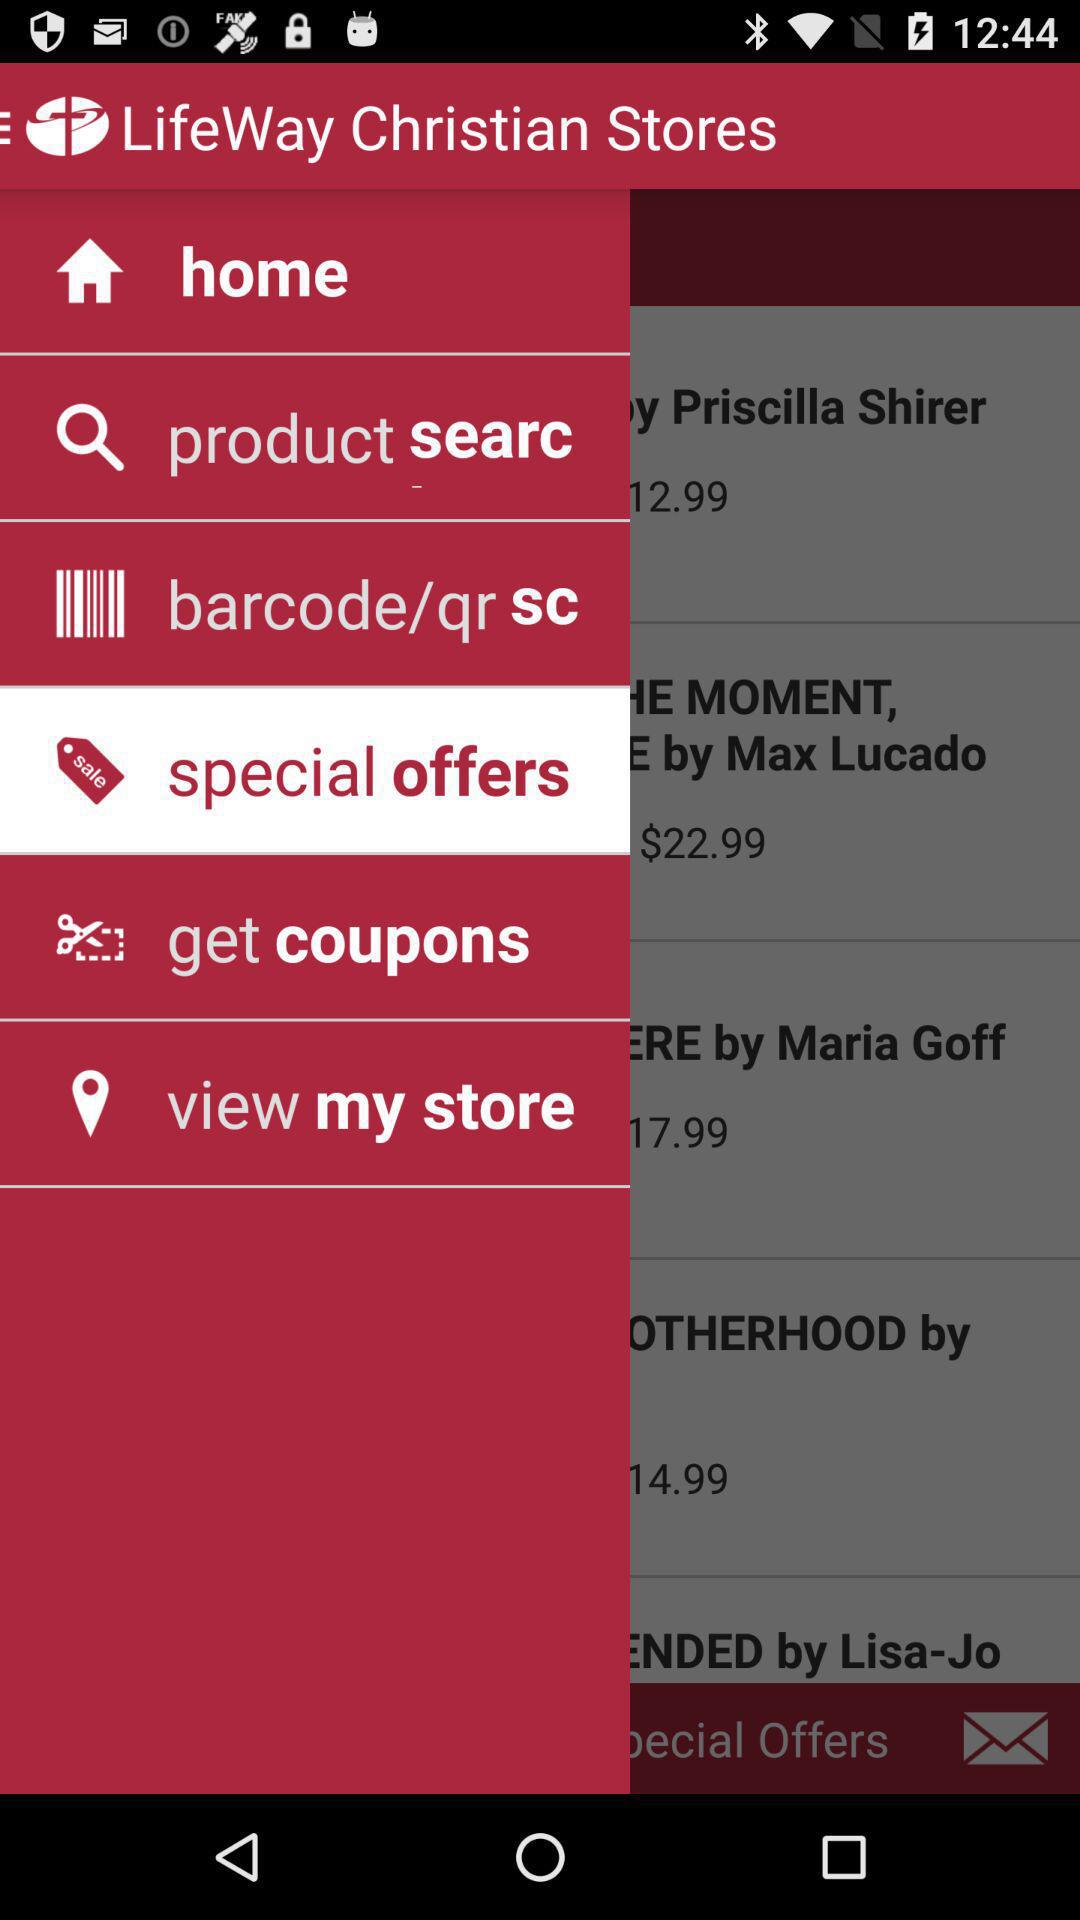 FAKE
12:44
LifeWay Christian Stores
home
product searc
barcode/qr sc
sale
special offers
get coupons
view my store
by Priscilla Shirer
12.99
HE MOMENT,
E by Max Lucado
$22.99
ERE by Maria Goff
17.99
OTHERHOOD by
14.99
ENDED by Lisa-Jo
pecial Offers